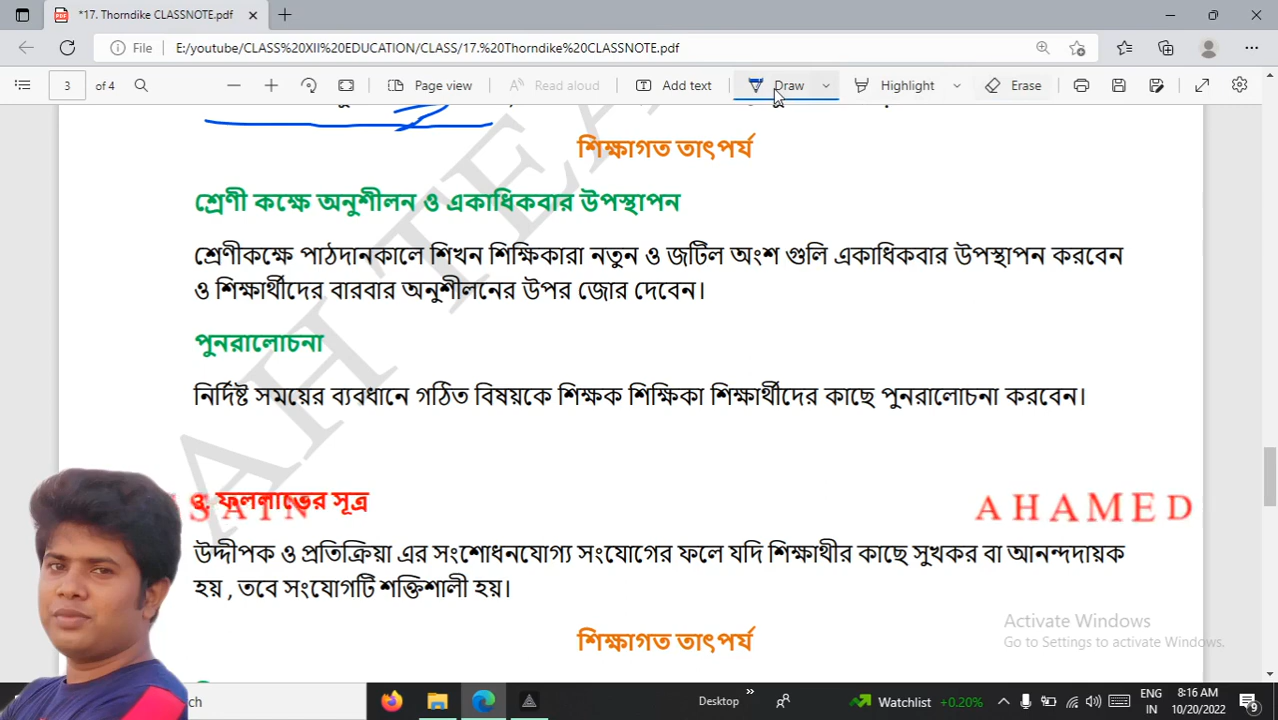 *17. Thorndike CLASSNOTE.pdf
File E:/youtube/CLASS%20XII%20EDUCATION/CLASS/17.%20Thorndike%20CLASSNOTE.pdf
3 of 4 Page view Read aloud Add text Draw Highlight Erase
শিক্ষাগত তাৎপর্য
শ্রেণী কক্ষে অনুশীলন ও একাধিকবার উপস্থাপন
শ্রেণীকক্ষে পাঠদানকালে শিখন শিক্ষিকারা নতুন ও জটিল অংশ গুলি একাধিকবার উপস্থাপন করবেন
ও শিক্ষার্থীদের বারবার অনুশীলনের উপর জোর দেবেন।
পুনরালোচনা
নির্দিষ্ট সময়ের ব্যবধানে গঠিত বিষয়কে শিক্ষক শিক্ষিকা শিক্ষার্থীদের কাছে পুনরালোচনা করবেন।
ফললাভের সূত্র
AHAMED
উদ্দীপক ও প্রতিক্রিয়া এর সংশোধনযোগ্য সংযোগের ফলে যদি শিক্ষাথীর কাছে সুখকর বা আনন্দদায়ক
হয় , তবে সংযোগটি শক্তিশালী হয়।
Activate Windows
Go to Settings to activate Windows.
শিক্ষাগত তাৎপর্য
Desktop Watchlist +0.20% ENG 8:16 AM
IN 10/20/2022